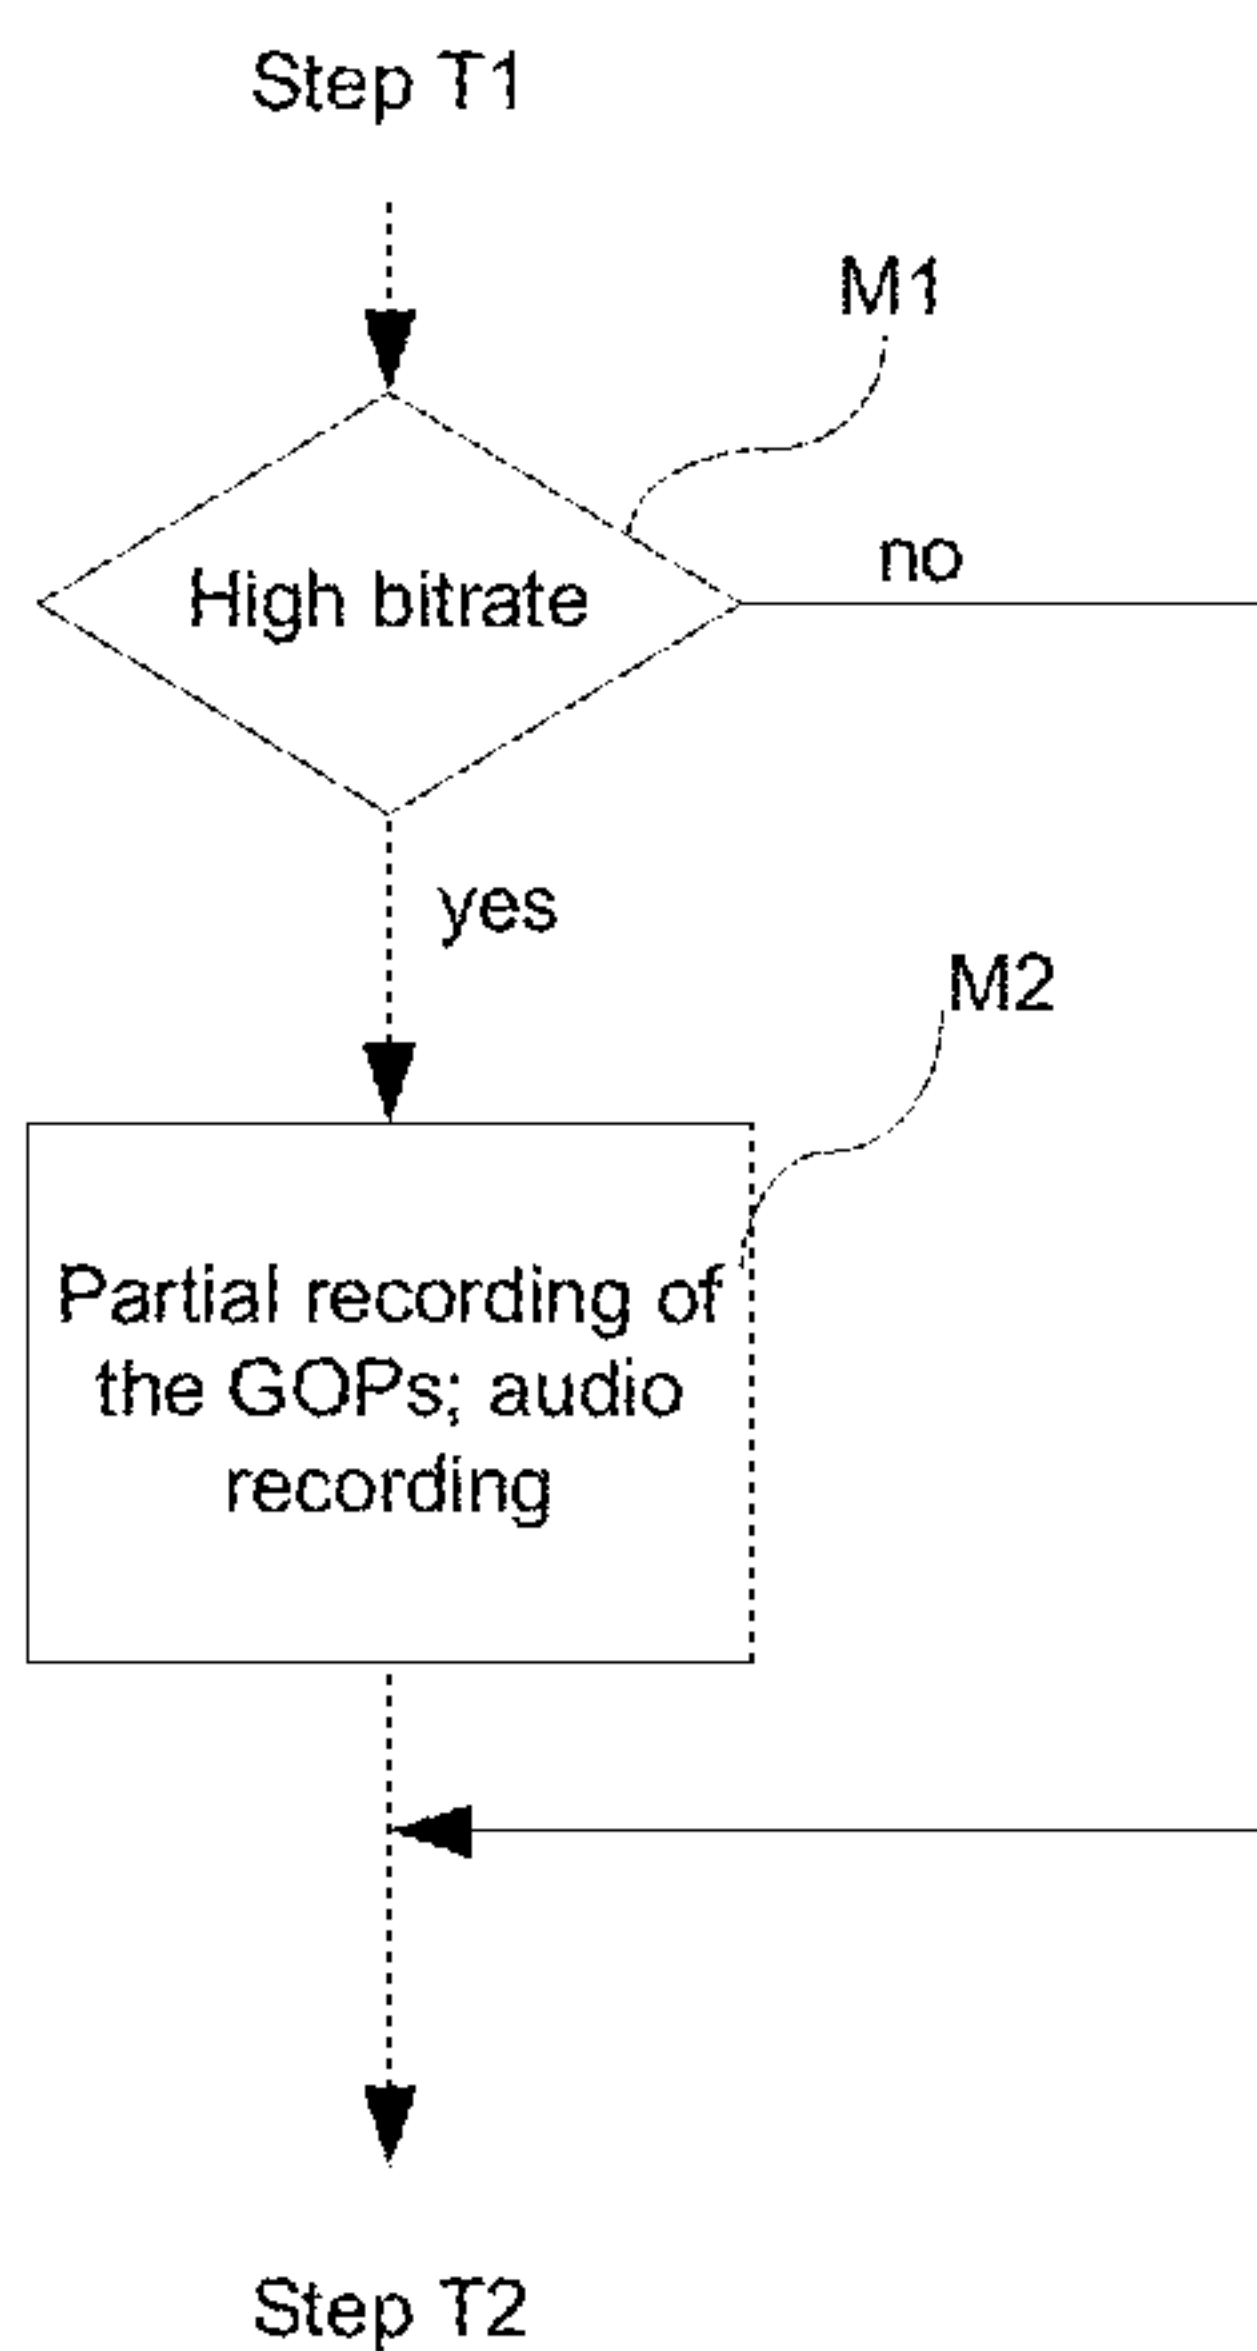 Step T1
M1
High bitrate
no
yes
M2
Partial recording of
the GOPs; audio
recording
Step T2